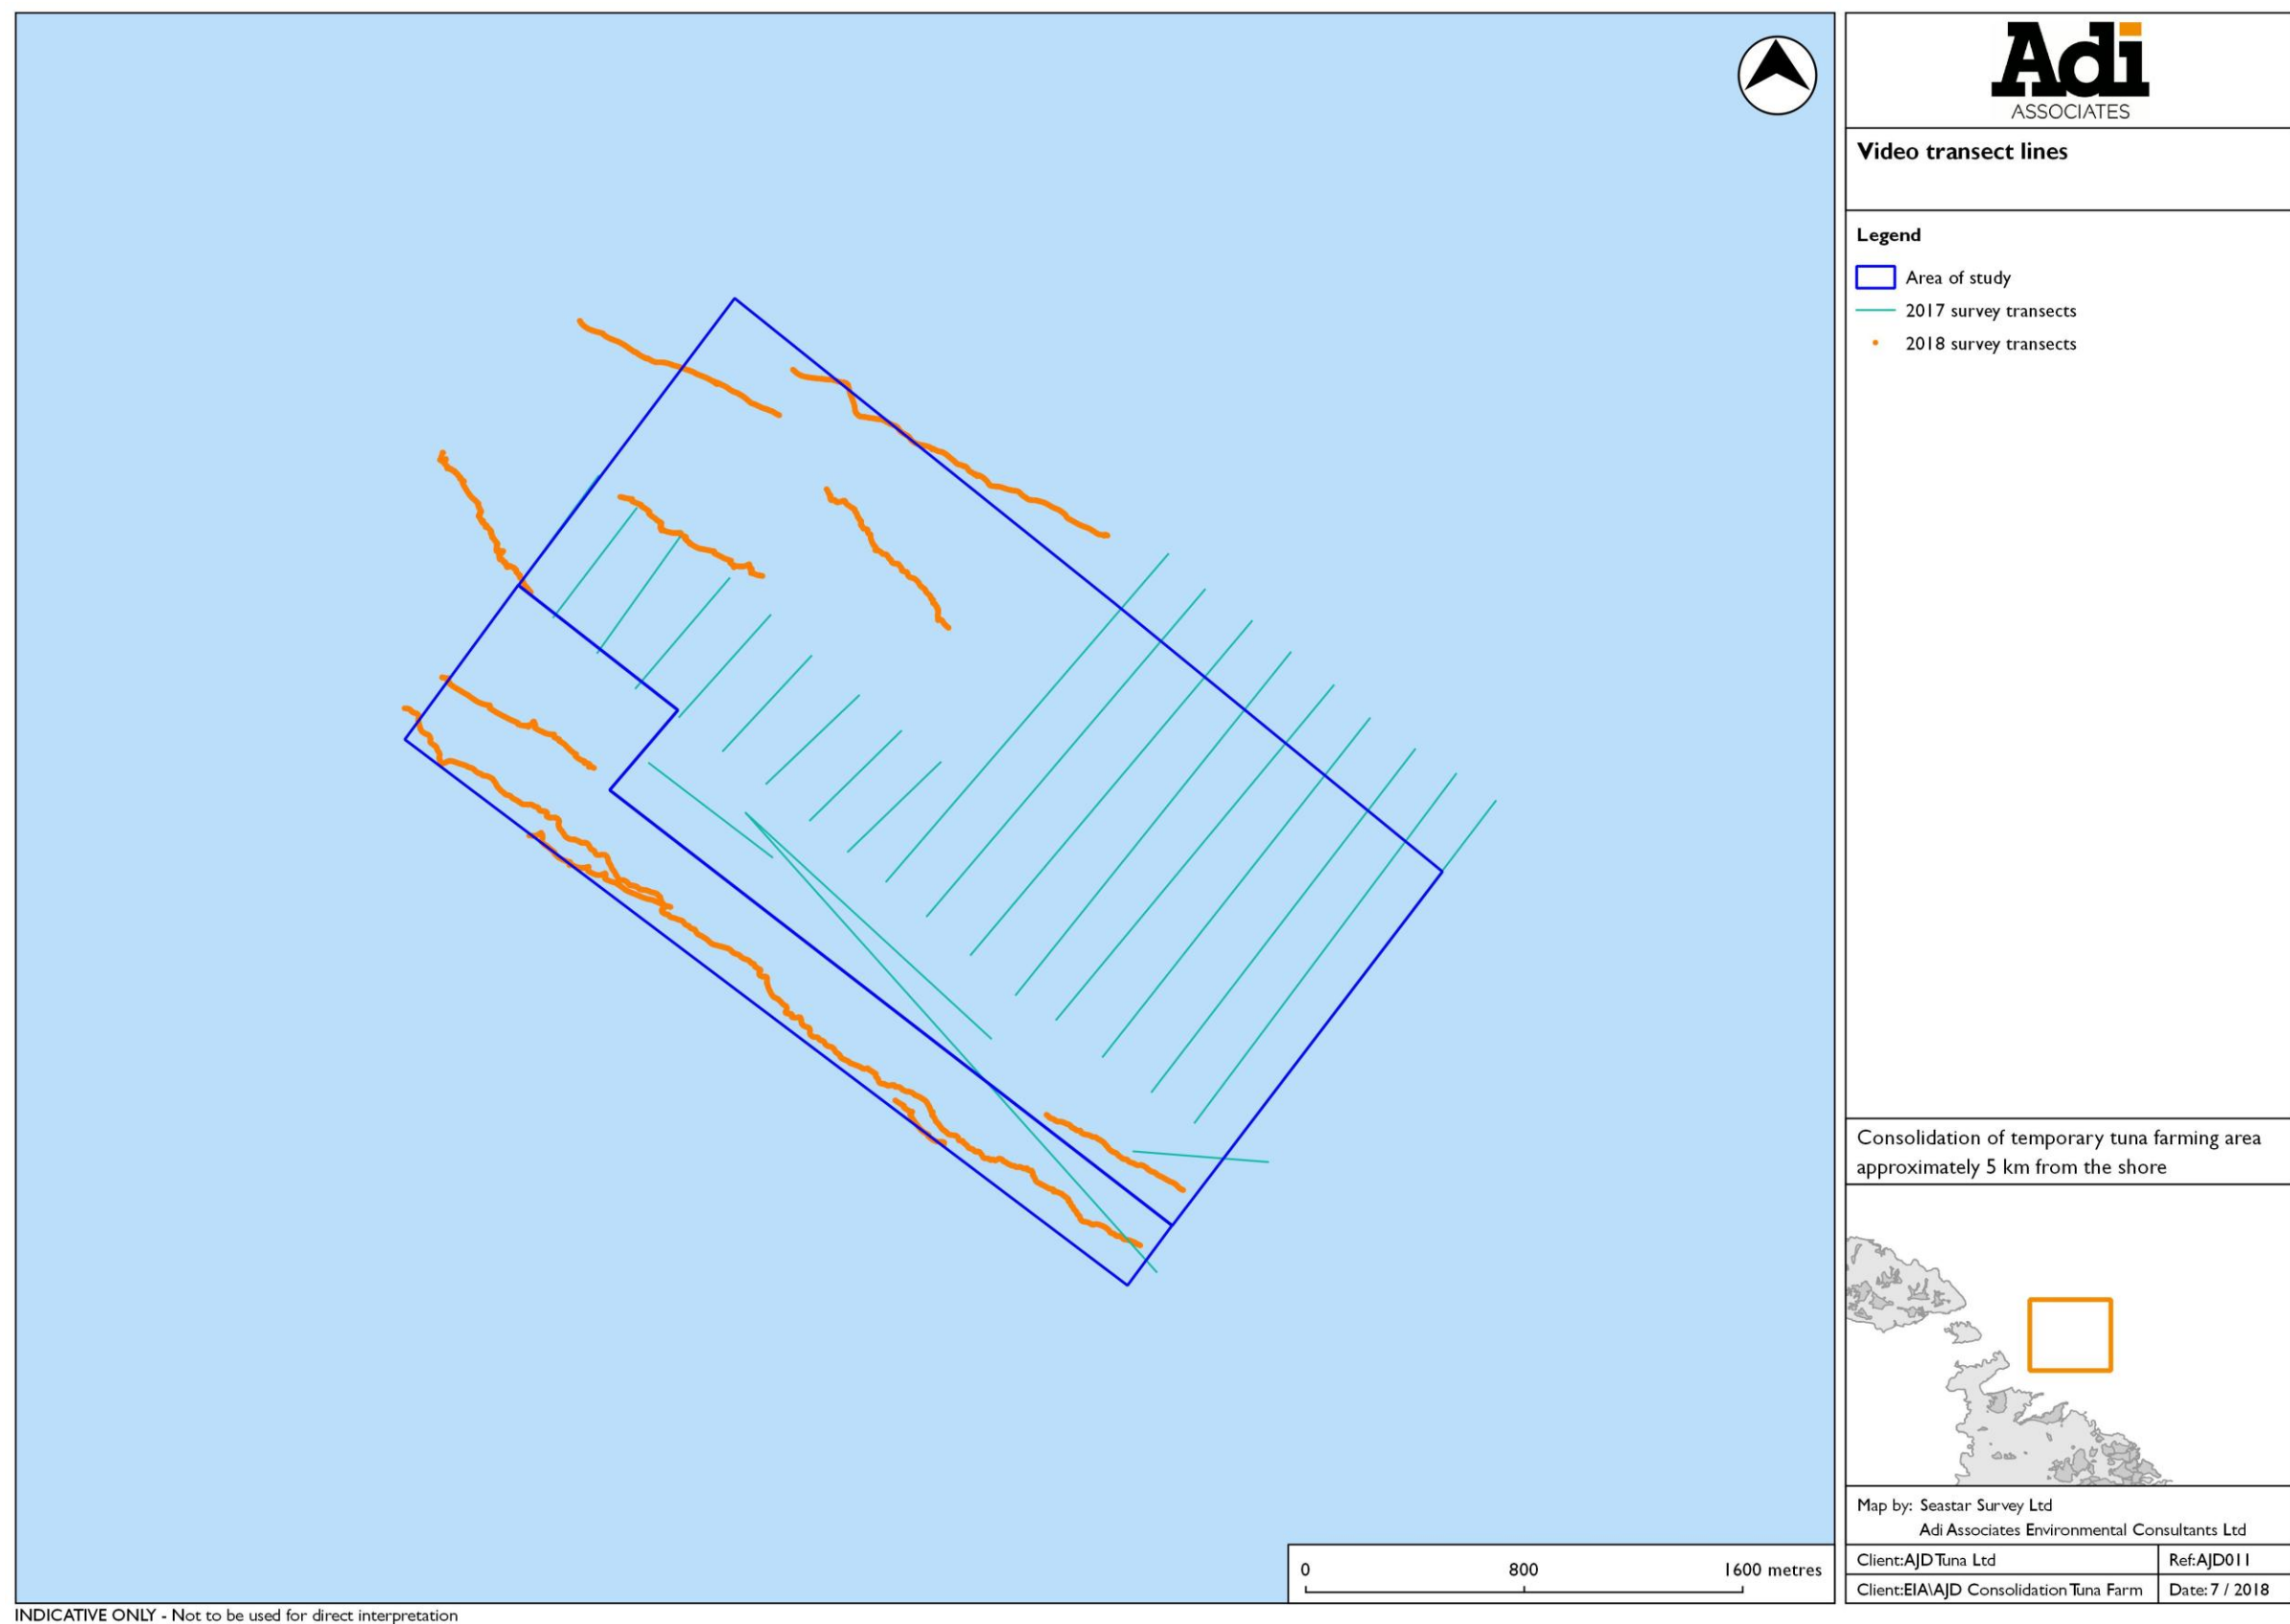 Adi
ASSOCIATES
Video transect lines
Legend
Area of study
2017 survey transects
2018 survey transects
Consolidation of temporary tuna farming area
approximately 5 km from the shore
Map by: Seastar Survey Ltd
Adi Associates Environmental Consultants Ltd
Client:AJD Tuna Ltd
Ref:AJD011
Client:EIA\AJD Consolidation Tuna Farm
Date: 7 / 2018
0 800 1600 metres
INDICATIVE ONLY - Not to be used for direct interpretation